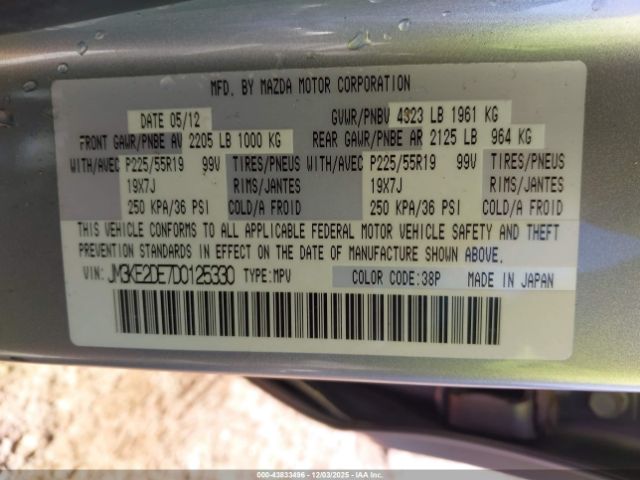 MFD. BY MAZDA MOTOR CORPORATION
DATE 05/12 GVWR/PNBV 4323 LB 1961 KG
FRONT GAWR/PNBE AV 2205 LB 1000 KG REAR GAWR/PNBE AR 2125 LB 964 KG
WITH/AVEC P225/55R19 99V TIRES/PNEUS WITH/AVEC P225/55R19 99V TIRES/PNEUS
19X7J RIMS/JANTES 19X7J RIMS/JANTES
250 KPA/36 PSI COLD/A FROID 250 KPA/36 PSI COLD/A FROID
THIS VEHICLE CONFORMS TO ALL APPLICABLE FEDERAL MOTOR VEHICLE SAFETY AND THEFT
PREVENTION STANDARDS IN EFFECT ON THE DATE OF MANUFACTURE SHOWN ABOVE.
VIN: JM3KE2DE7D0125330 TYPE:MPV COLOR CODE:38P MADE IN JAPAN
000-43833496 - 12/03/2025 - IAAI, Inc.